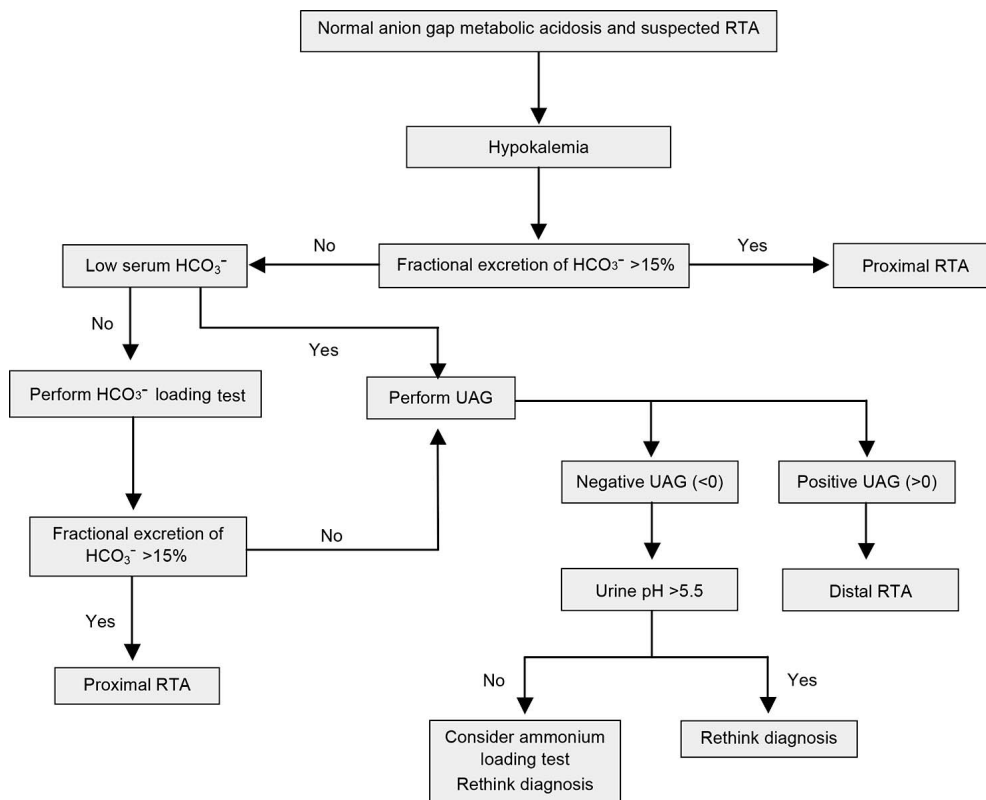 Normal anion gap metabolic acidosis and suspected RTA
Hypokalemia
No
Yes
Low serum HCO₃⁻
Fractional excretion of HCO₃⁻ >15%
Proximal RTA
No
Yes
Perform HCO₃⁻ loading test
Perform UAG
Negative UAG (<0)
Positive UAG (>0)
Fractional excretion of
HCO₃⁻ >15%
No
Urine pH >5.5
Distal RTA
Yes
Proximal RTA
No
Yes
Consider ammonium
loading test
Rethink diagnosis
Rethink diagnosis